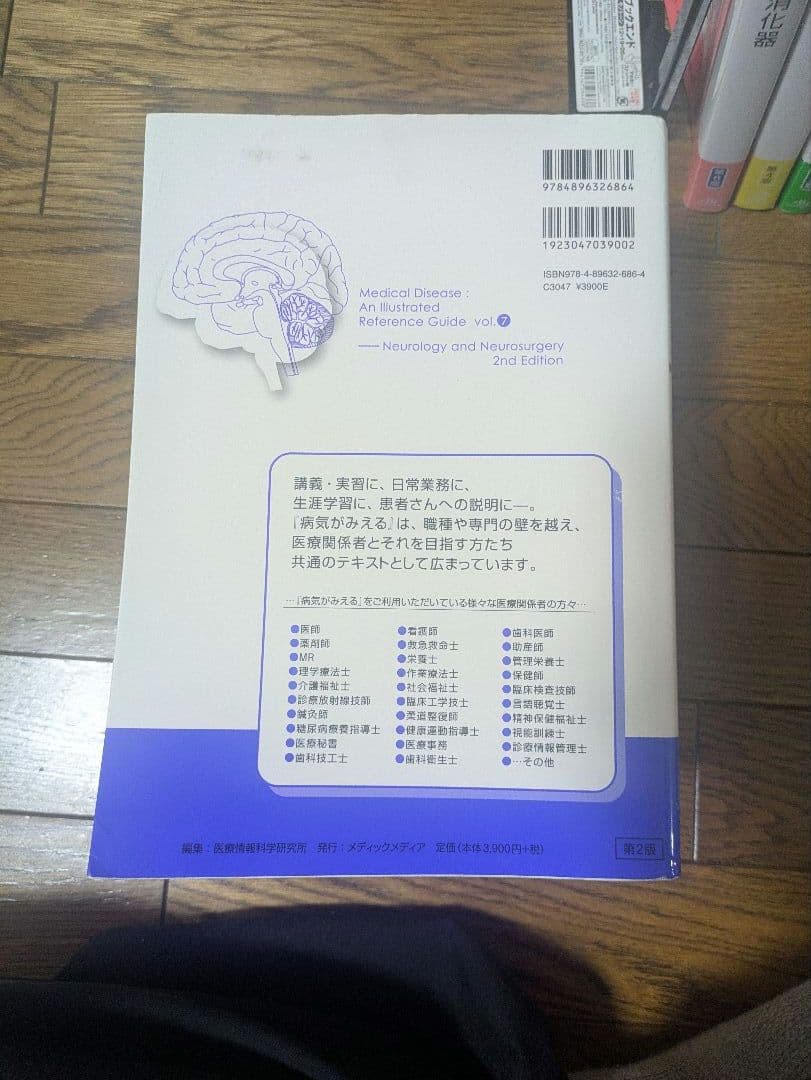 ブックエンド
消化器
第4版
9784896326864
1923047039002
ISBN978-4-89632-686-4
C3047 ¥3900E
Medical Disease :
An Illustrated
Reference Guide vol.7
Neurology and Neurosurgery
2nd Edition
講義・実習に、日常業務に、
生涯学習に、患者さんへの説明に―。
『病気がみえる』は、職種や専門の壁を越え、
医療関係者とそれを目指す方たち
共通のテキストとして広まっています。
…『病気がみえる』をご利用いただいている様々な医療関係者の方々…
●医師 ●看護師 ●歯科医師
●薬剤師 ●救急救命士 ●助産師
●MR ●栄養士 ●管理栄養士
●理学療法士 ●作業療法士 ●保健師
●介護福祉士 ●社会福祉士 ●臨床検査技師
●診療放射線技師 ●臨床工学技士 ●言語聴覚士
●鍼灸師 ●柔道整復師 ●精神保健福祉士
●糖尿病療養指導士 ●健康運動指導士 ●視能訓練士
●医療秘書 ●医療事務 ●診療情報管理士
●歯科技工士 ●歯科衛生士 ●…その他
編集：医療情報科学研究所 発行：メディックメディア 定価（本体3,900円+税）
第2版